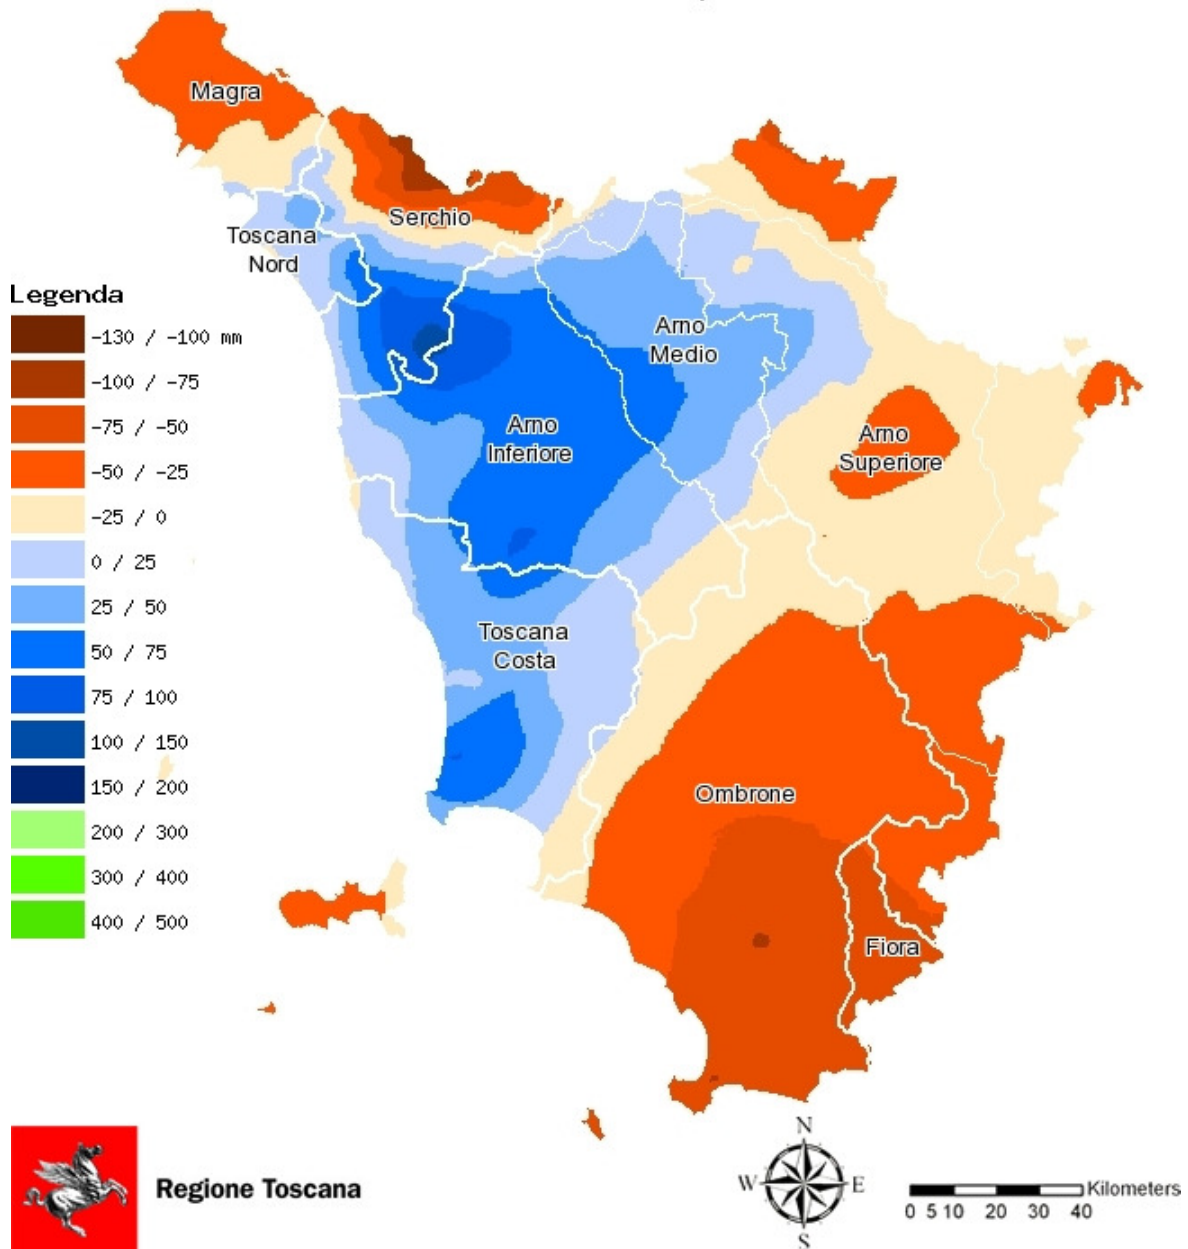 Magra
Serchio
Toscana
Nord
Legenda
-130 / -100 mm
-100 / -75
-75 / -50
-50 / -25
-25 / 0
0 / 25
25 / 50
50 / 75
75 / 100
100 / 150
150 / 200
200 / 300
300 / 400
400 / 500
Arno
Medio
Arno
Inferiore
Arno
Superiore
Toscana
Costa
Ombrone
Fiora
Regione Toscana
N
W E
S
Kilometers
0 5 10 20 30 40